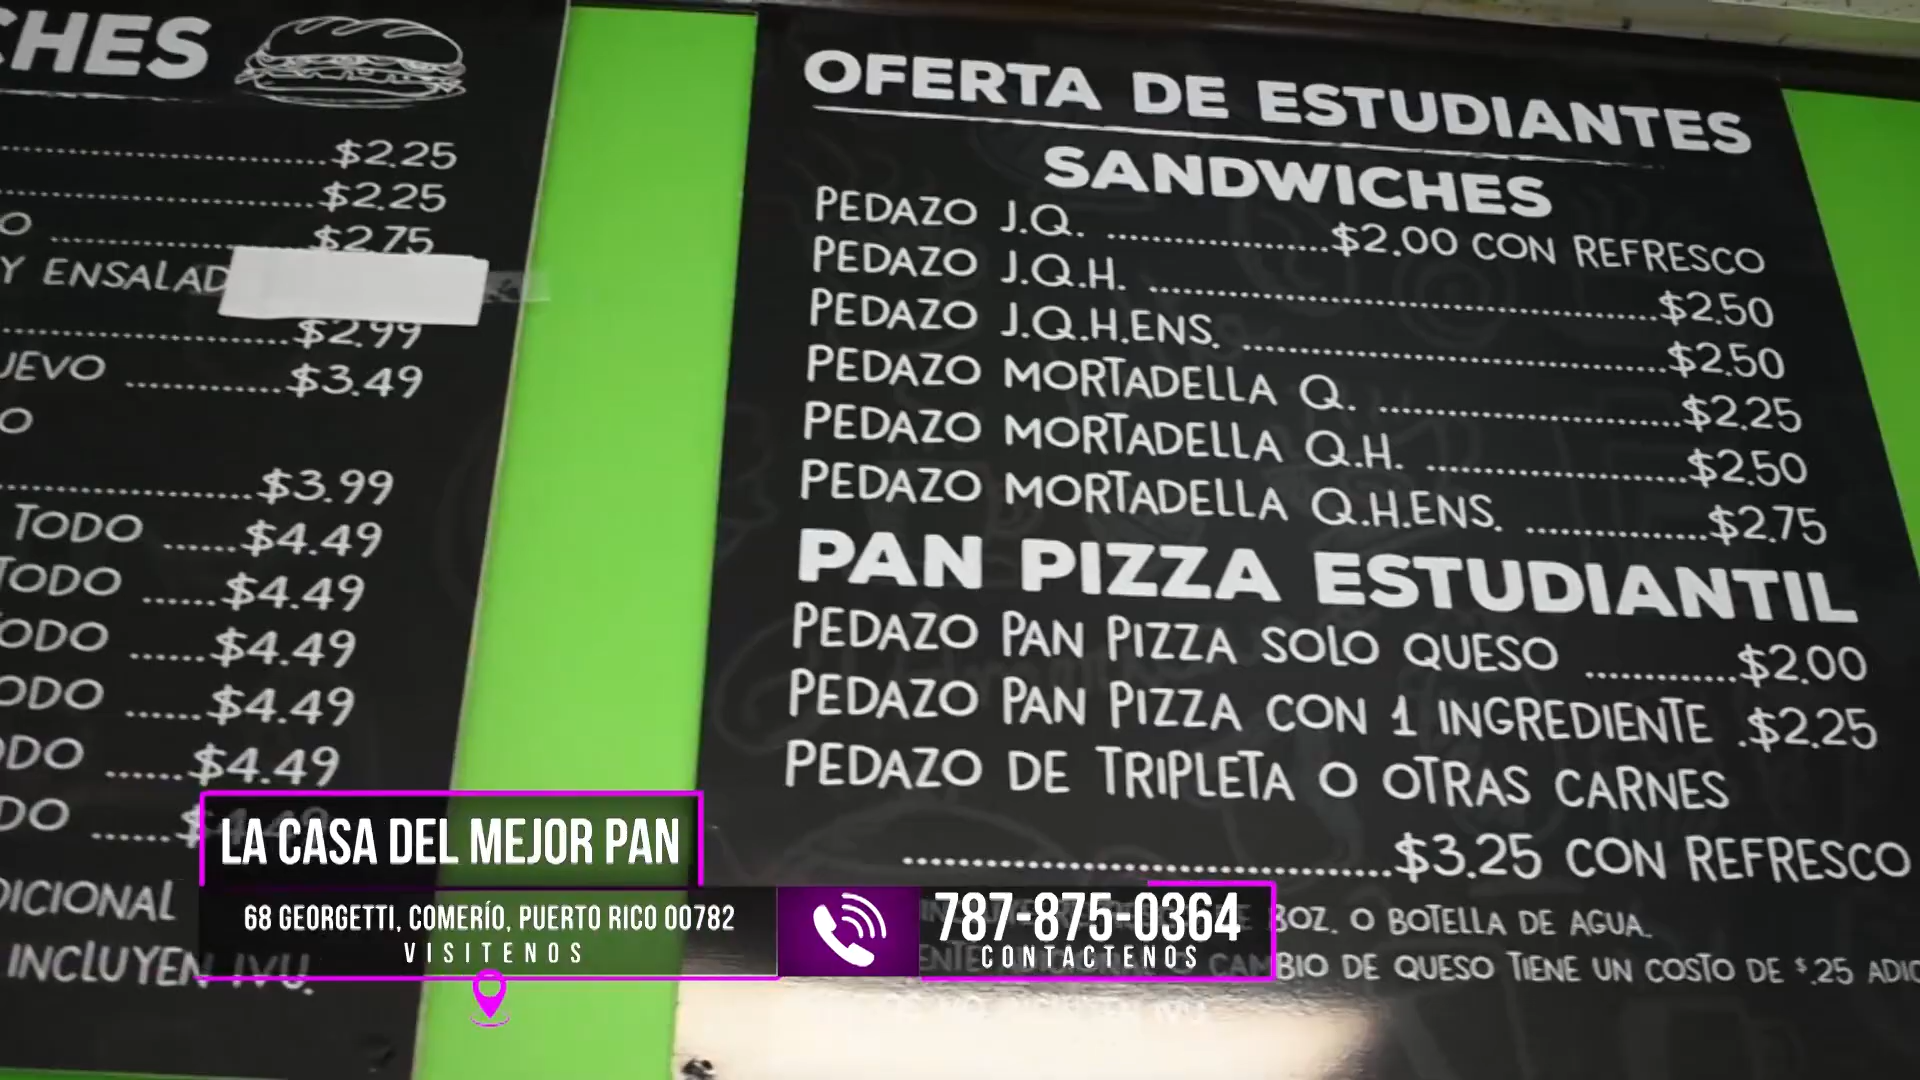 CHES
$2.25
$2.25
O $2.75
Y ENSALAD
$2.99
UEVO $3.49
O
$3.99
TODO $4.49
TODO $4.49
ODO $4.49
ODO $4.49
ODO $4.49
DO
DICIONAL
INCLUYEN IVU.
OFERTA DE ESTUDIANTES
SANDWICHES
PEDAZO J.Q. $2.00 CON REFRESCO
PEDAZO J.Q.H. $2.50
PEDAZO J.Q.H.ENS. $2.50
PEDAZO MORTADELLA Q. $2.25
PEDAZO MORTADELLA Q.H. $2.50
PEDAZO MORTADELLA Q.H.ENS. $2.75
PAN PIZZA ESTUDIANTIL
PEDAZO PAN PIZZA SOLO QUESO $2.00
PEDAZO PAN PIZZA CON 1 INGREDIENTE .$2.25
PEDAZO DE TRIPLETA O OTRAS CARNES
$3.25 CON REFRESCO
8OZ. O BOTELLA DE AGUA.
CAMBIO DE QUESO TIENE UN COSTO DE $.25 ADIC
LA CASA DEL MEJOR PAN
68 GEORGETTI, COMERÍO, PUERTO RICO 00782
VISITENOS
787-875-0364
CONTACTENOS